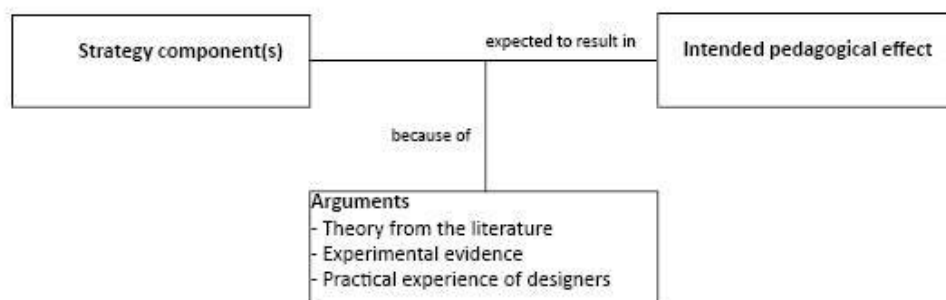 Strategy component(s)
expected to result in
Intended pedagogical effect
because of
Arguments
- Theory from the literature
- Experimental evidence
- Practical experience of designers